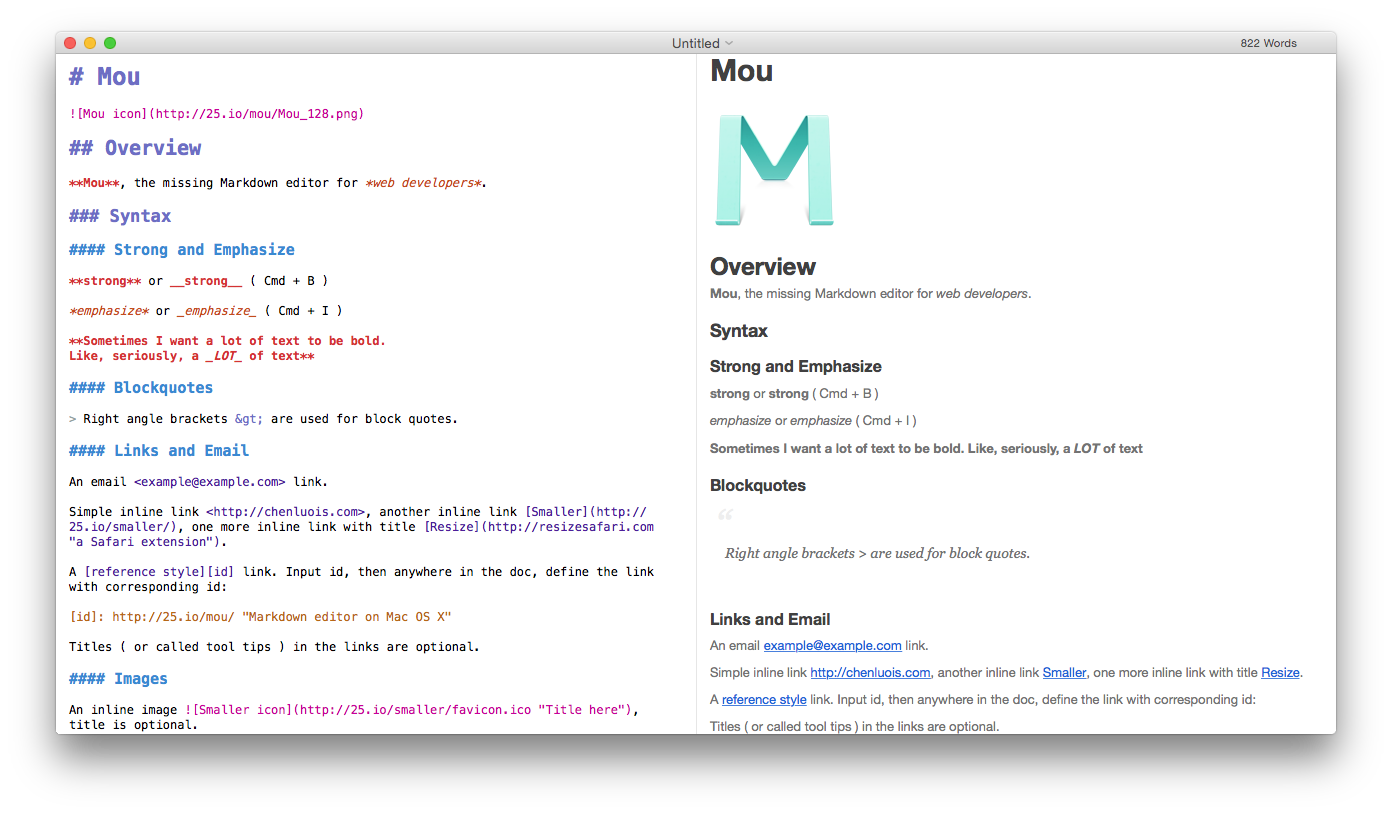 Untitled
822 Words
# Mou
![Mou icon](http://25.io/mou/Mou_128.png)
## Overview
**Mou**, the missing Markdown editor for *web developers*.
### Syntax
#### Strong and Emphasize
**strong** or __strong__ ( Cmd + B )
*emphasize* or _emphasize_ ( Cmd + I )
**Sometimes I want a lot of text to be bold.
Like, seriously, a _LOT_ of text**
#### Blockquotes
> Right angle brackets &gt; are used for block quotes.
#### Links and Email
An email <example@example.com> link.
Simple inline link <http://chenluois.com>, another inline link [Smaller](http://
25.io/smaller/), one more inline link with title [Resize](http://resizesafari.com
"a Safari extension").
A [reference style][id] link. Input id, then anywhere in the doc, define the link
with corresponding id:
[id]: http://25.io/mou/ "Markdown editor on Mac OS X"
Titles ( or called tool tips ) in the links are optional.
#### Images
An inline image ![Smaller icon](http://25.io/smaller/favicon.ico "Title here"),
title is optional.
Mou
M
Overview
Mou, the missing Markdown editor for web developers.
Syntax
Strong and Emphasize
strong or strong ( Cmd + B )
emphasize or emphasize ( Cmd + I )
Sometimes I want a lot of text to be bold. Like, seriously, a LOT of text
Blockquotes
“
Right angle brackets > are used for block quotes.
Links and Email
An email example@example.com link.
Simple inline link http://chenluois.com, another inline link Smaller, one more inline link with title Resize.
A reference style link. Input id, then anywhere in the doc, define the link with corresponding id:
Titles ( or called tool tips ) in the links are optional.